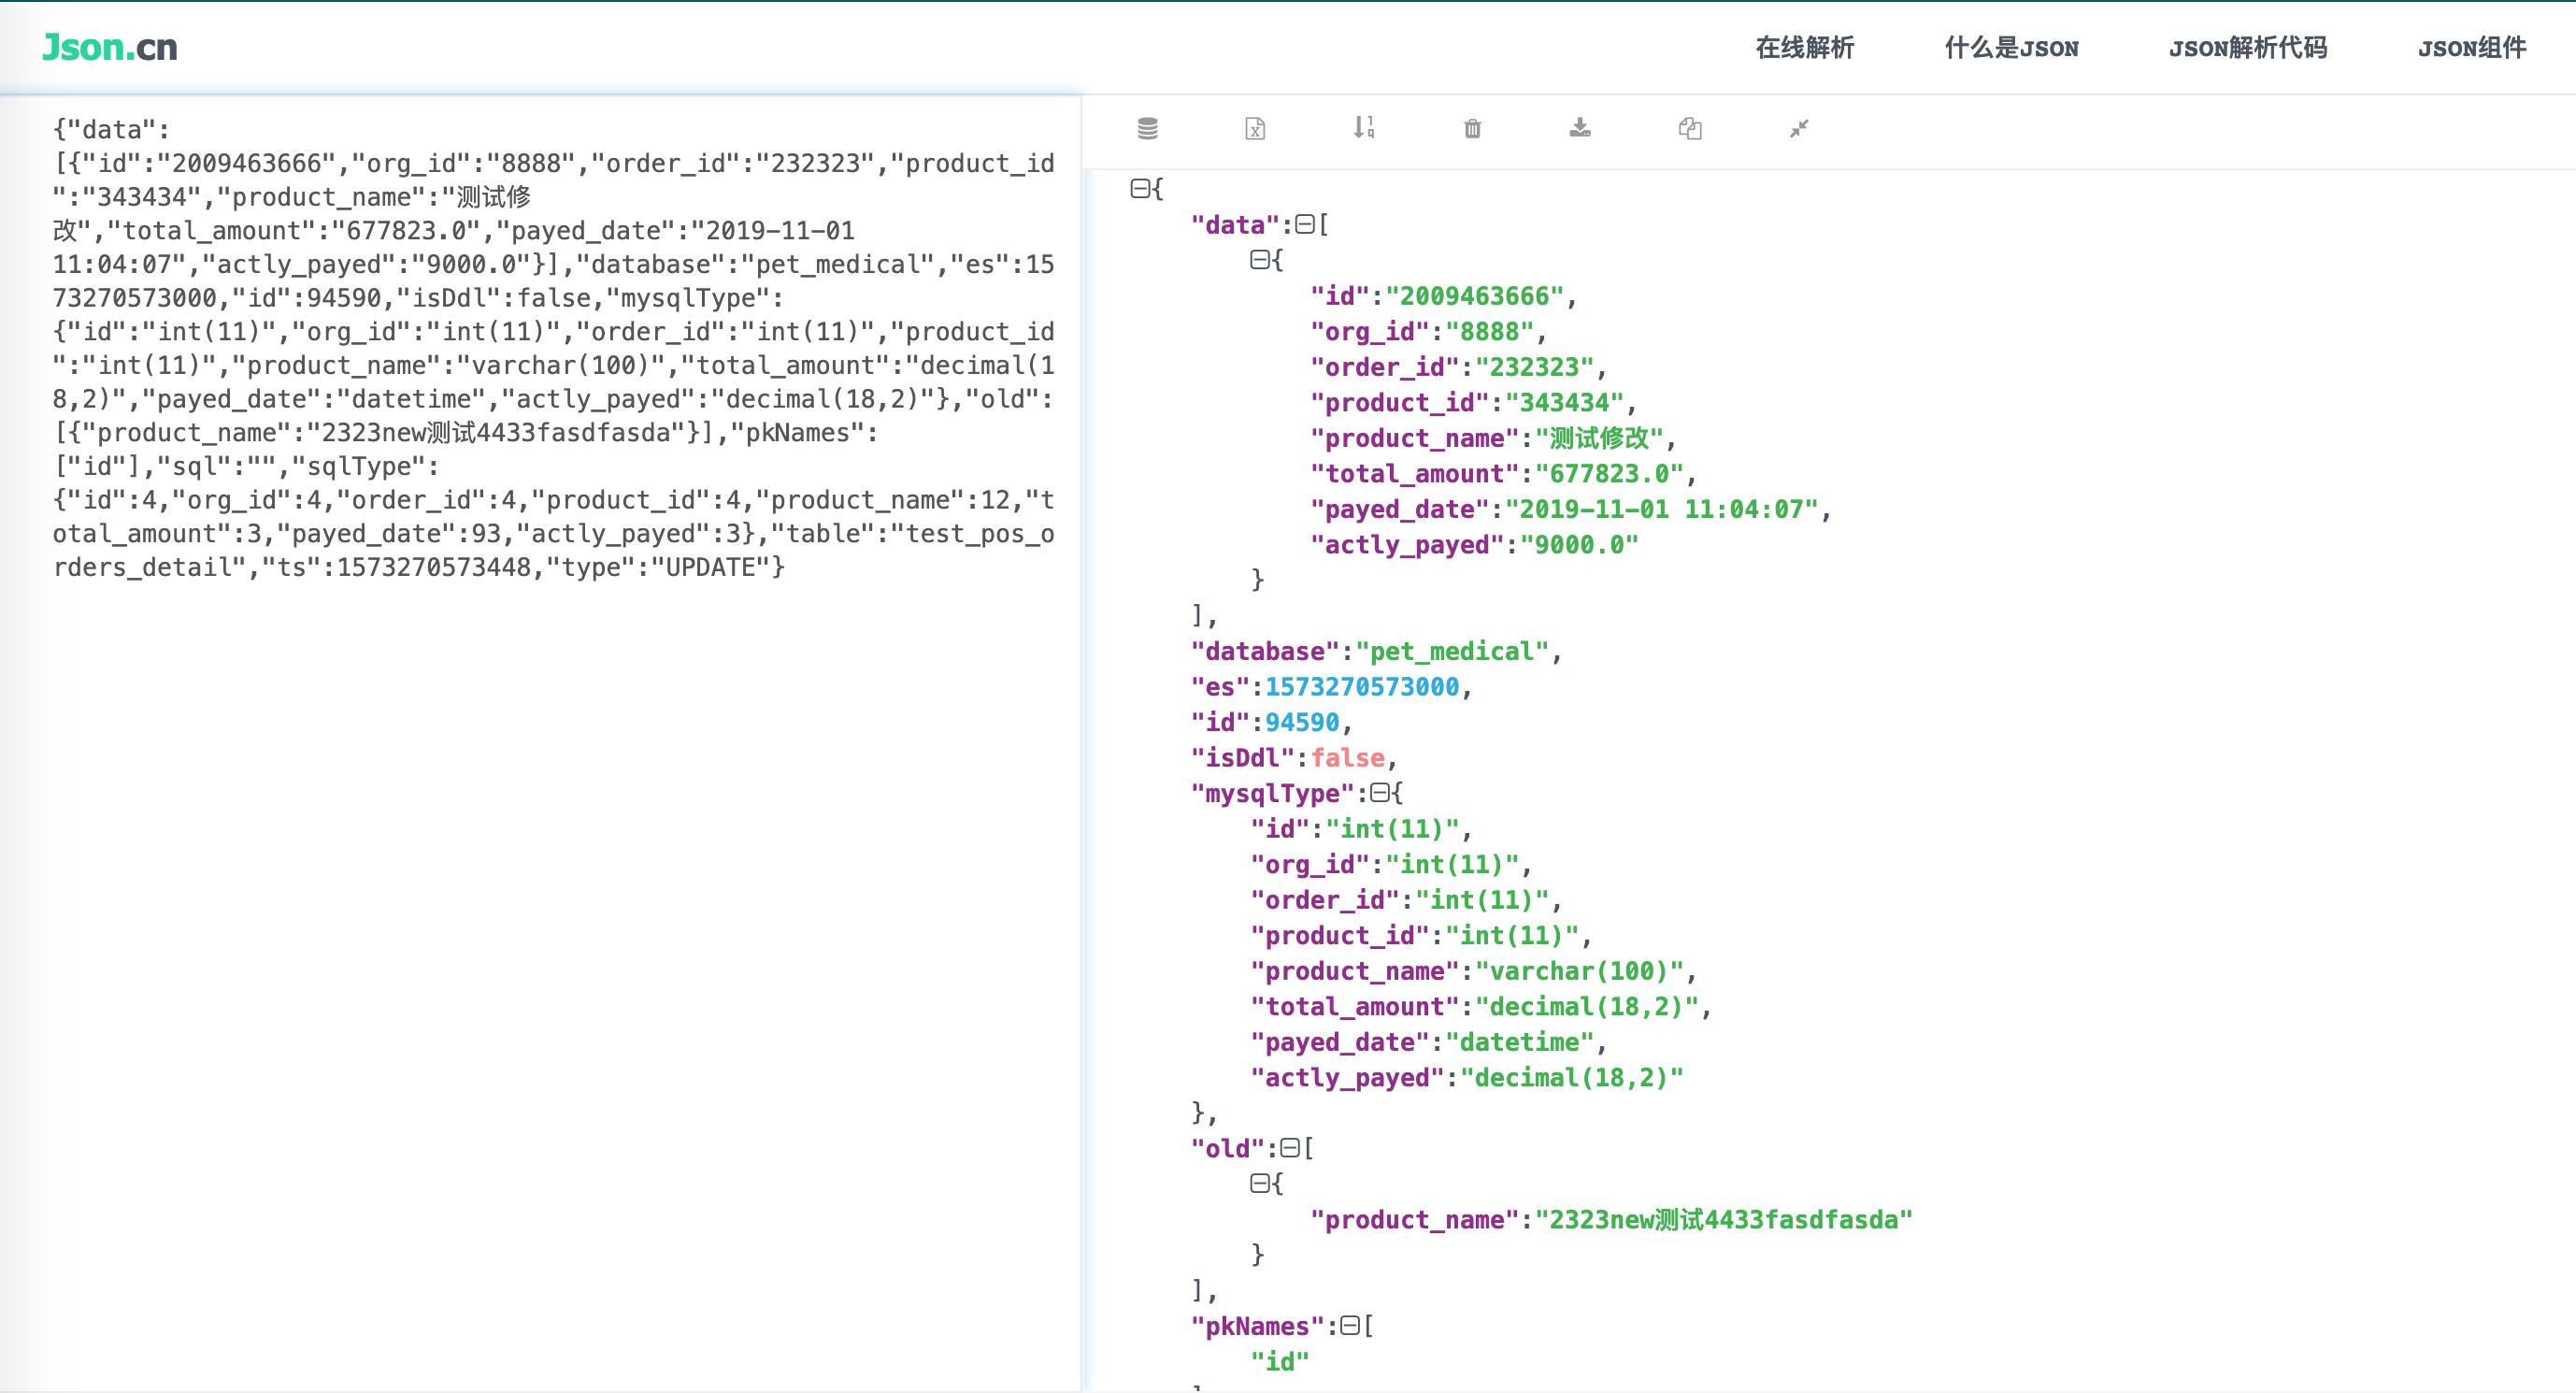 Json.cn
在线解析
什么是JSON
JSON解析代码
JSON组件
{"data":
[{"id":"2009463666","org_id":"8888","order_id":"232323","product_id
":"343434","product_name":"测试修
改","total_amount":"677823.0","payed_date":"2019-11-01
11:04:07","actly_payed":"9000.0"}],"database":"pet_medical","es":15
73270573000,"id":94590,"isDdl":false,"mysqlType":
{"id":"int(11)","org_id":"int(11)","order_id":"int(11)","product_id
":"int(11)","product_name":"varchar(100)","total_amount":"decimal(1
8,2)","payed_date":"datetime","actly_payed":"decimal(18,2)"},"old":
[{"product_name":"2323new测试4433fasdfasda"}],"pkNames":
["id"],"sql":"","sqlType":
{"id":4,"org_id":4,"order_id":4,"product_id":4,"product_name":12,"t
otal_amount":3,"payed_date":93,"actly_payed":3},"table":"test_pos_o
rders_detail","ts":1573270573448,"type":"UPDATE"}
{
"data":[
{
"id":"2009463666",
"org_id":"8888",
"order_id":"232323",
"product_id":"343434",
"product_name":"测试修改",
"total_amount":"677823.0",
"payed_date":"2019-11-01 11:04:07",
"actly_payed":"9000.0"
}
],
"database":"pet_medical",
"es":1573270573000,
"id":94590,
"isDdl":false,
"mysqlType":{
"id":"int(11)",
"org_id":"int(11)",
"order_id":"int(11)",
"product_id":"int(11)",
"product_name":"varchar(100)",
"total_amount":"decimal(18,2)",
"payed_date":"datetime",
"actly_payed":"decimal(18,2)"
},
"old":[
{
"product_name":"2323new测试4433fasdfasda"
}
],
"pkNames":[
"id"